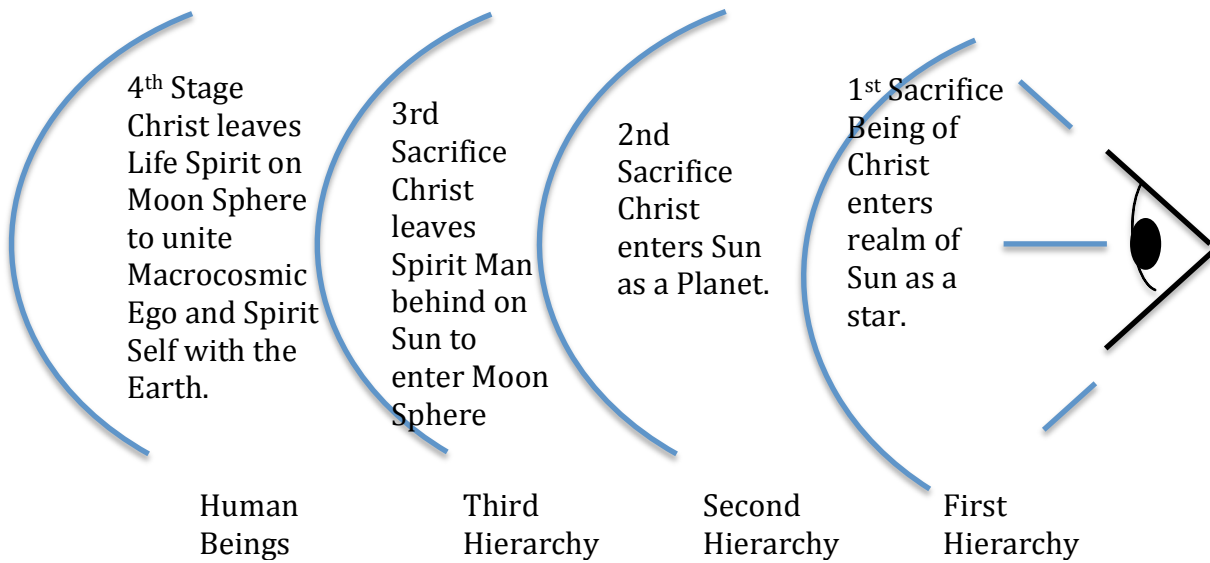 4th Stage
Christ leaves
Life Spirit on
Moon Sphere
to unite
Macrocosmic
Ego and Spirit
Self with the
Earth.
3rd
Sacrifice
Christ
leaves
Spirit Man
behind on
Sun to
enter Moon
Sphere
2nd
Sacrifice
Christ
enters Sun
as a Planet.
1st Sacrifice
Being of
Christ
enters
realm of
Sun as a
star.
Human
Beings
Third
Hierarchy
Second
Hierarchy
First
Hierarchy